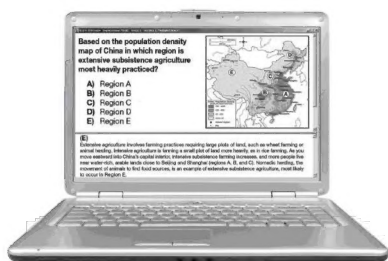 Based on the population density
map of China in which region is
extensive subsistence agriculture
most heavily practiced?
A) Region A
B) Region B
C) Region C
D) Region D
E) Region E
E
A
(E)
Extensive agriculture involves farming practices requiring large plots of land, such as wheat farming or
animal herding. Intensive agriculture is farming a small plot of land more heavily, as in rice farming. As you
move eastward into China's capital interior, intensive subsistence farming increases, and more people live
near water-rich, arable lands close to Beijing and Shanghai (regions A, B, and C). Nomadic herding, the
movement of animals to find food sources, is an example of extensive subsistence agriculture, most likely
to occur in Region E.